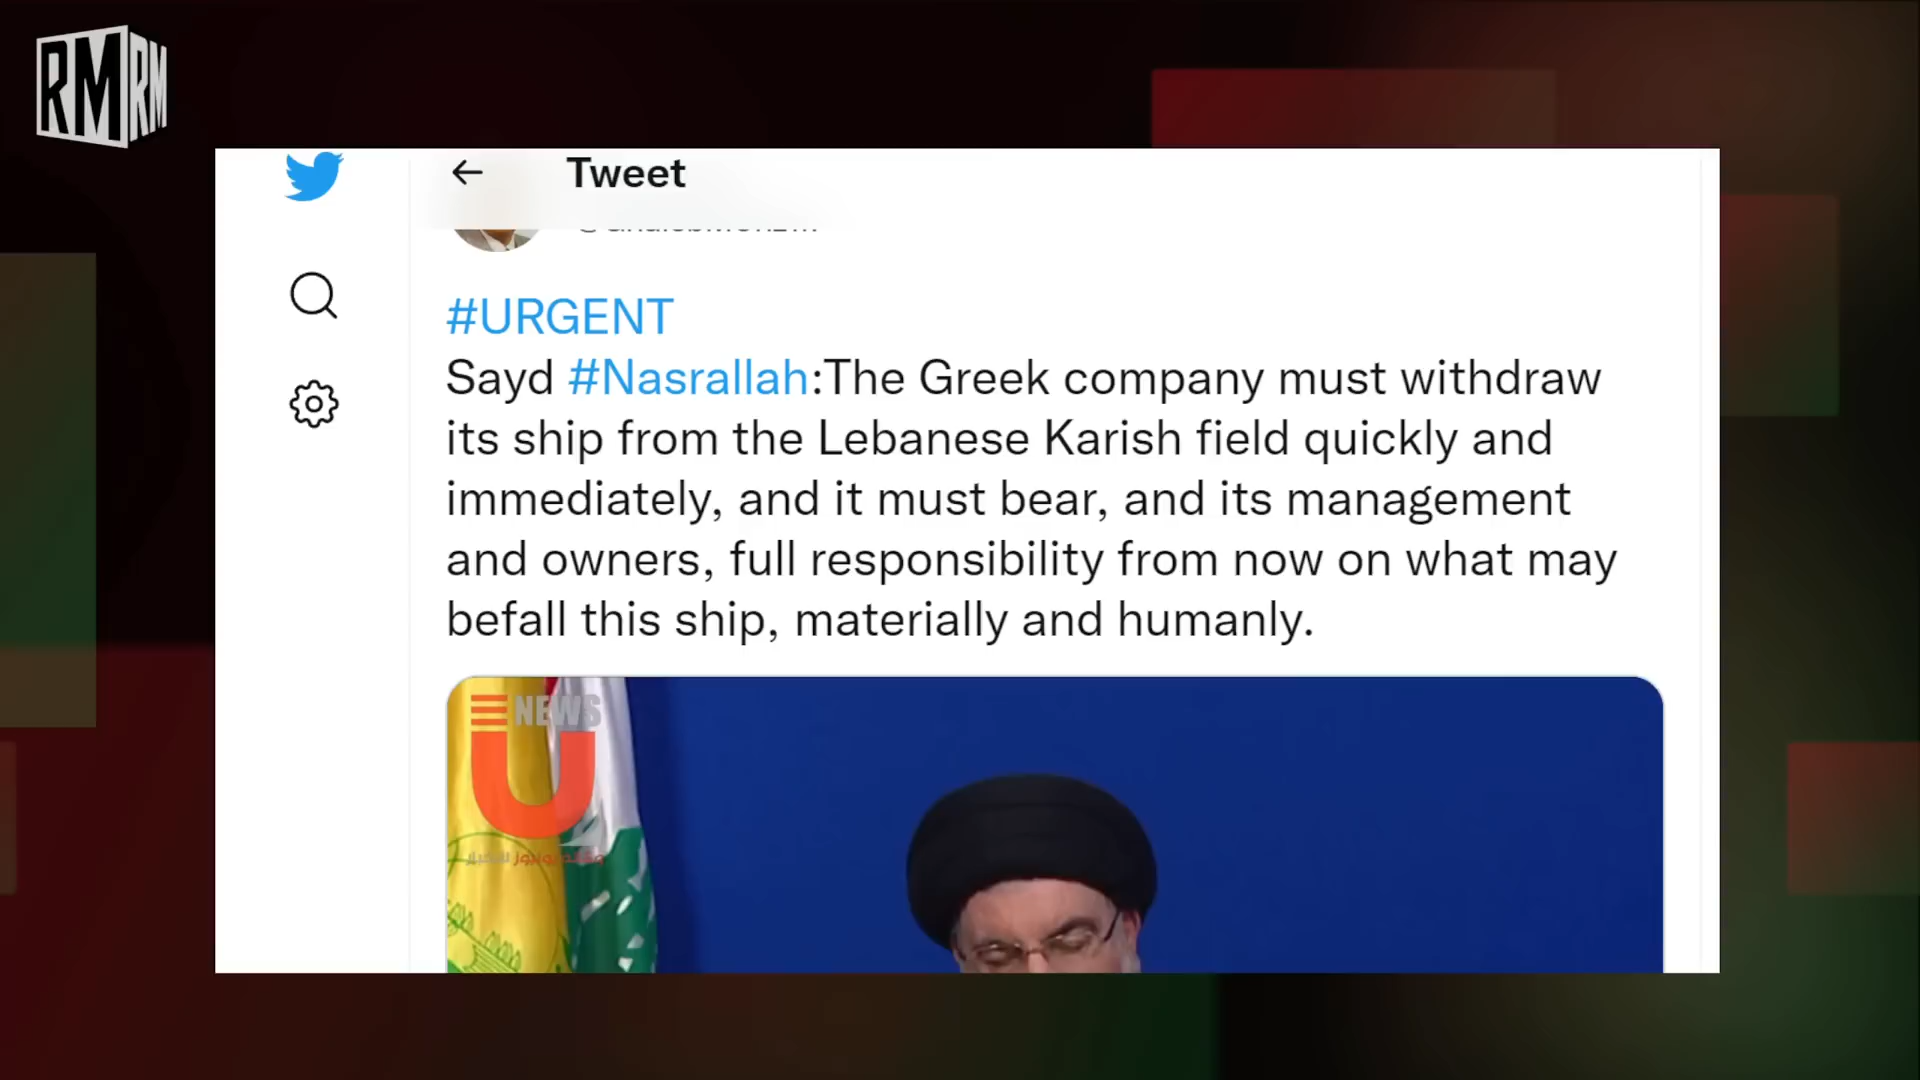 RM RM
Tweet
#URGENT
Sayd #Nasrallah:The Greek company must withdraw
its ship from the Lebanese Karish field quickly and
immediately, and it must bear, and its management
and owners, full responsibility from now on what may
befall this ship, materially and humanly.
NEWS
U